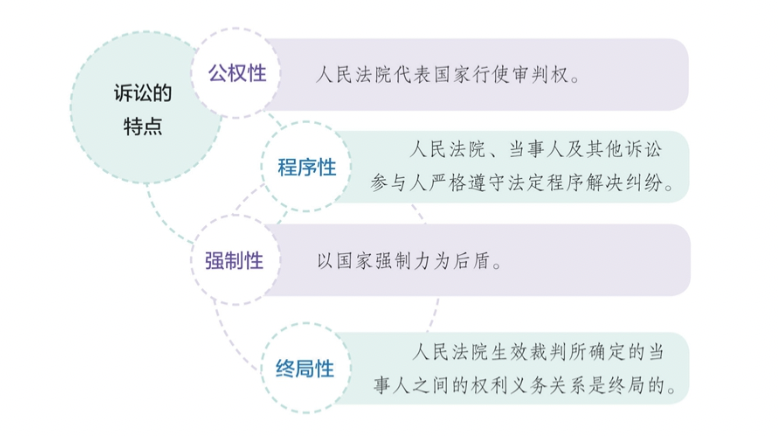 诉讼的
特点
公权性
人民法院代表国家行使审判权。
程序性
人民法院、当事人及其他诉讼
参与人严格遵守法定程序解决纠纷。
强制性
以国家强制力为后盾。
终局性
人民法院生效裁判所确定的当
事人之间的权利义务关系是终局的。